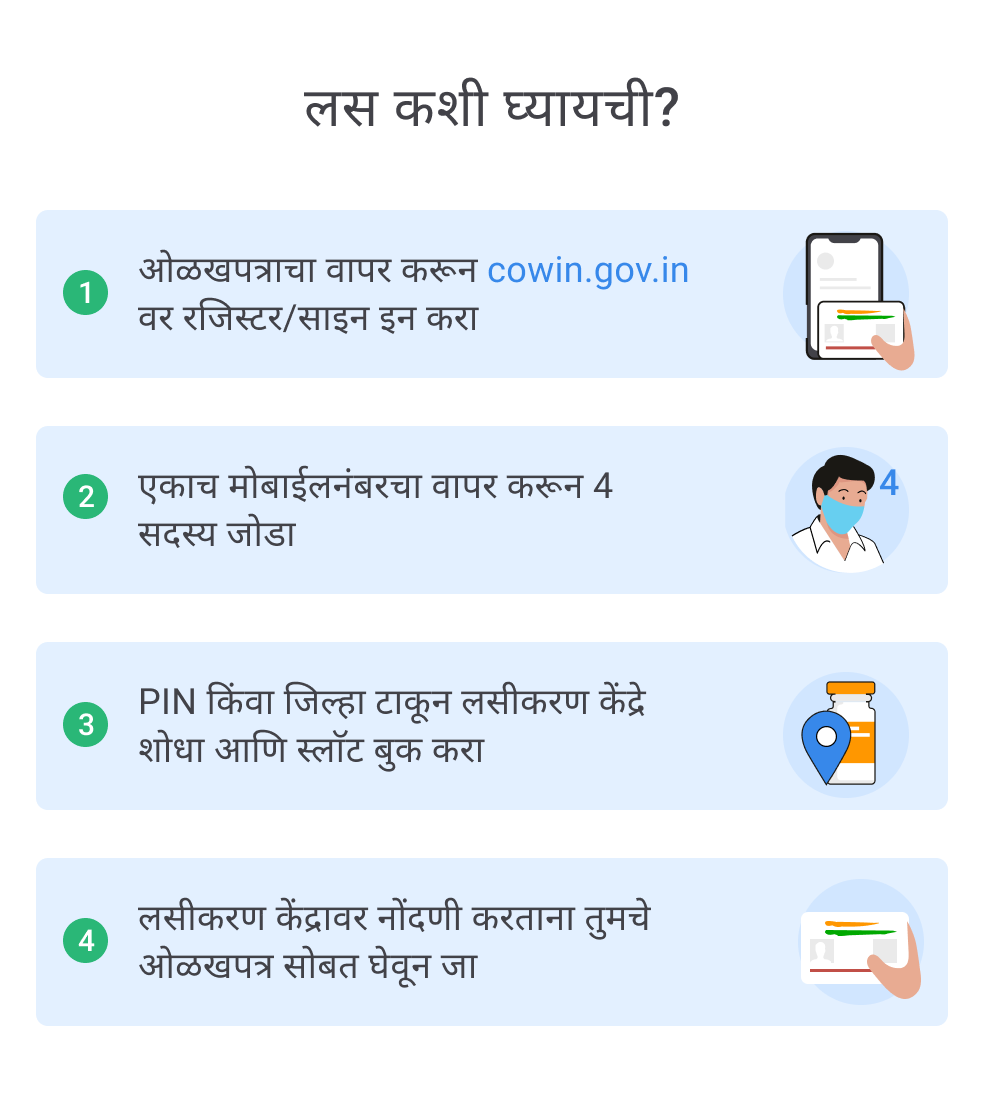 लस कशी घ्यायची?
1
ओळखपत्राचा वापर करून cowin.gov.in
वर रजिस्टर/साइन इन करा
2
एकाच मोबाईलनंबरचा वापर करून 4
सदस्य जोडा
4
3
PIN किंवा जिल्हा टाकून लसीकरण केंद्रे
शोधा आणि स्लॉट बुक करा
4
लसीकरण केंद्रावर नोंदणी करताना तुमचे
ओळखपत्र सोबत घेवून जा